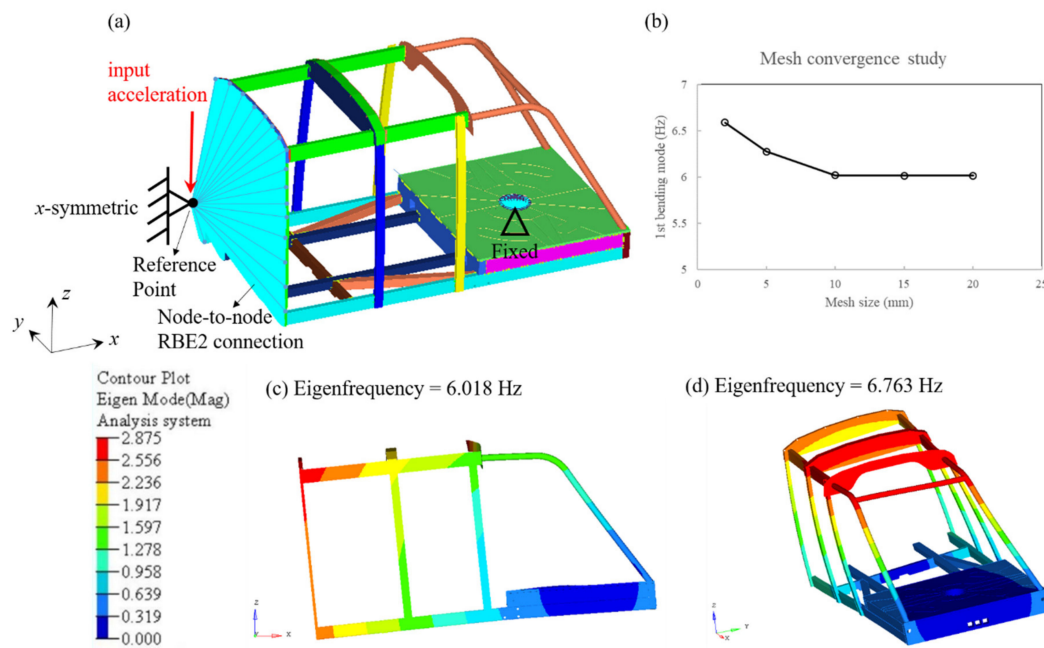 (a)
input
acceleration
x-symmetric
Reference
Point
Node-to-node
RBE2 connection
Fixed
z
y
x
(b)
Mesh convergence study
1st bending mode (Hz)
7
6.5
6
5.5
5
0
5
10
15
20
25
Mesh size (mm)
Contour Plot
Eigen Mode(Mag)
Analysis system
2.875
2.556
2.236
1.917
1.597
1.278
0.958
0.639
0.319
0.000
(c) Eigenfrequency = 6.018 Hz
Z
Y
X
(d) Eigenfrequency = 6.763 Hz
Z
Y
X